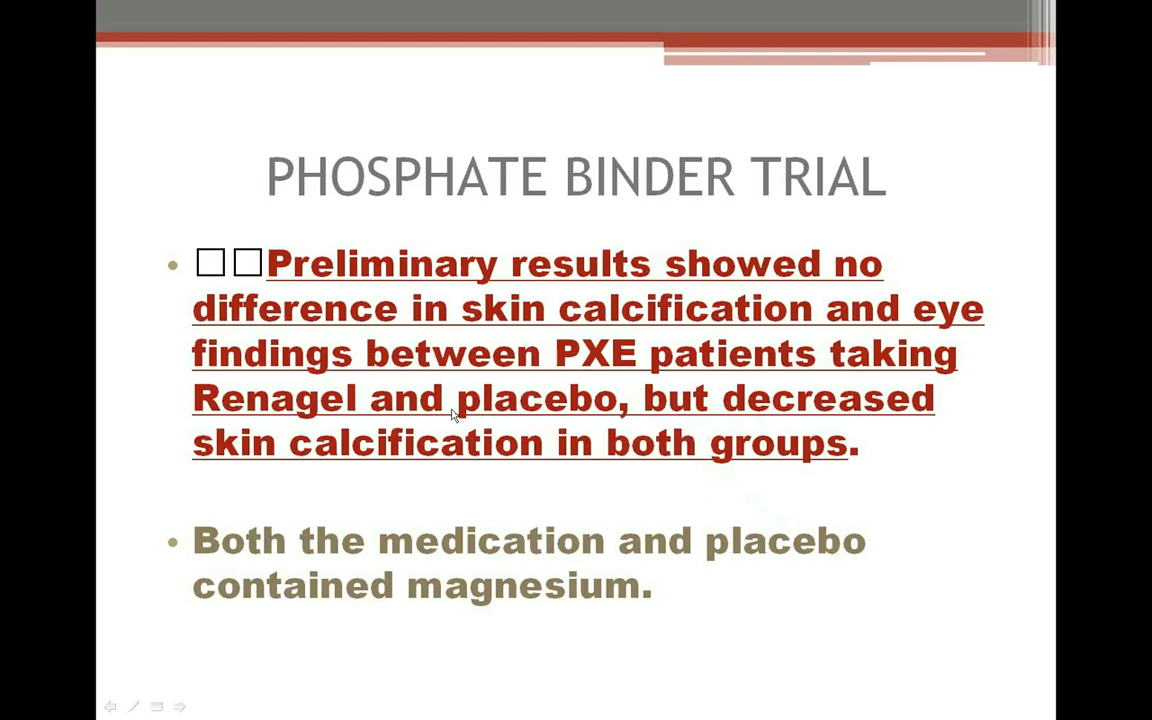 PHOSPHATE BINDER TRIAL
• □□Preliminary results showed no
difference in skin calcification and eye
findings between PXE patients taking
Renagel and placebo, but decreased
skin calcification in both groups.
• Both the medication and placebo
contained magnesium.